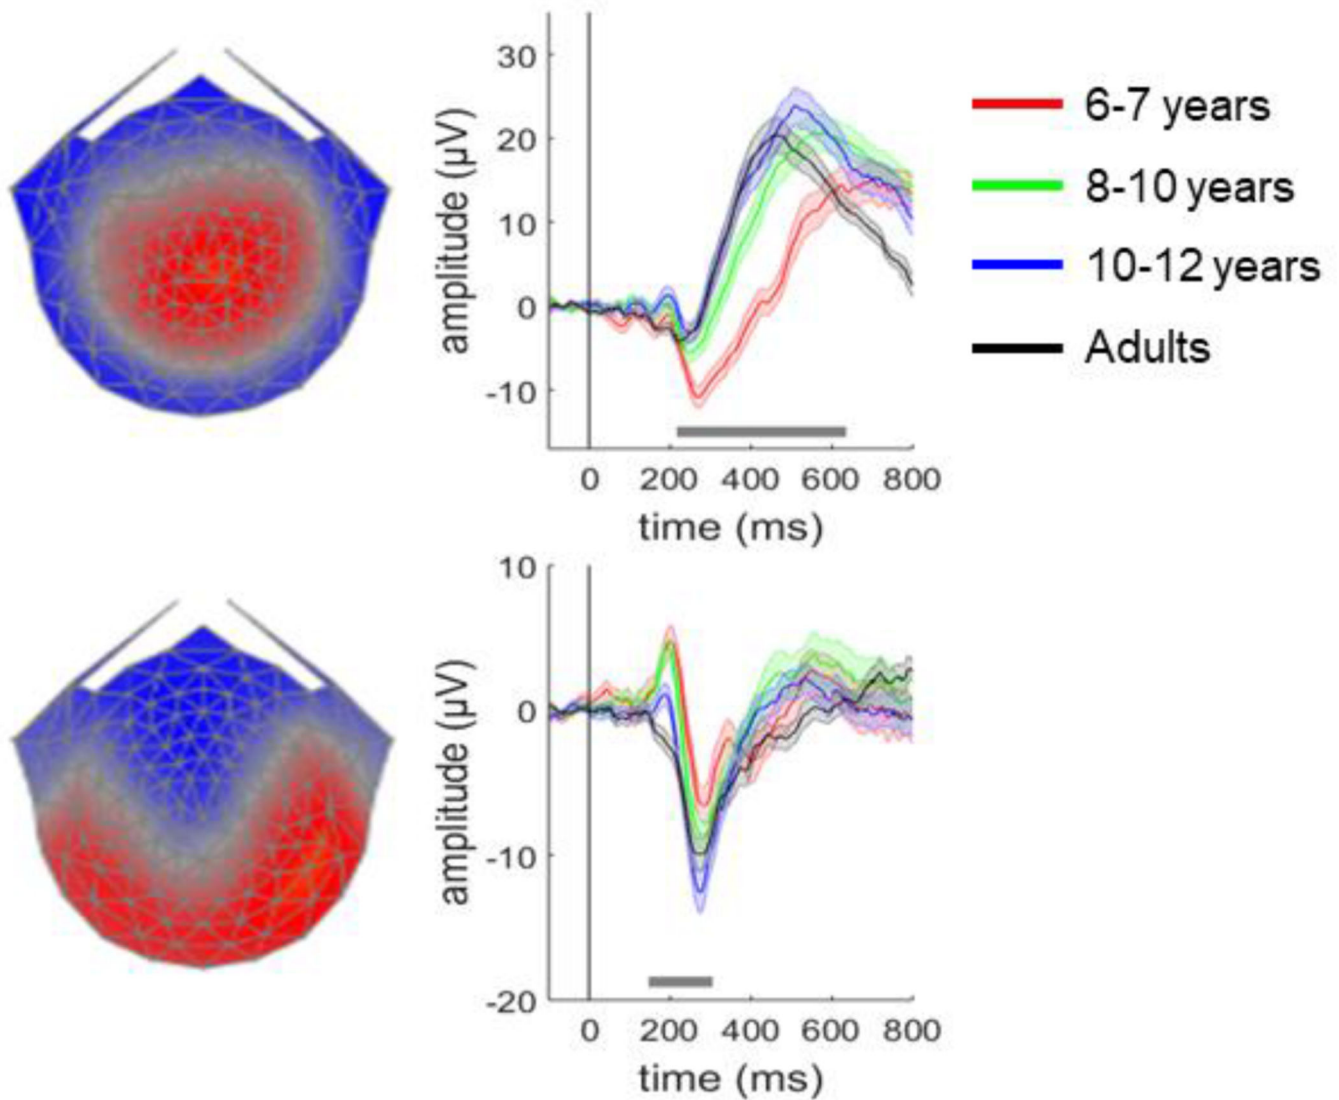 30
20
10
0
-10
amplitude (µV)
0 200 400 600 800
time (ms)
6-7 years
8-10 years
10-12 years
Adults
10
0
-10
-20
amplitude (µV)
0 200 400 600 800
time (ms)